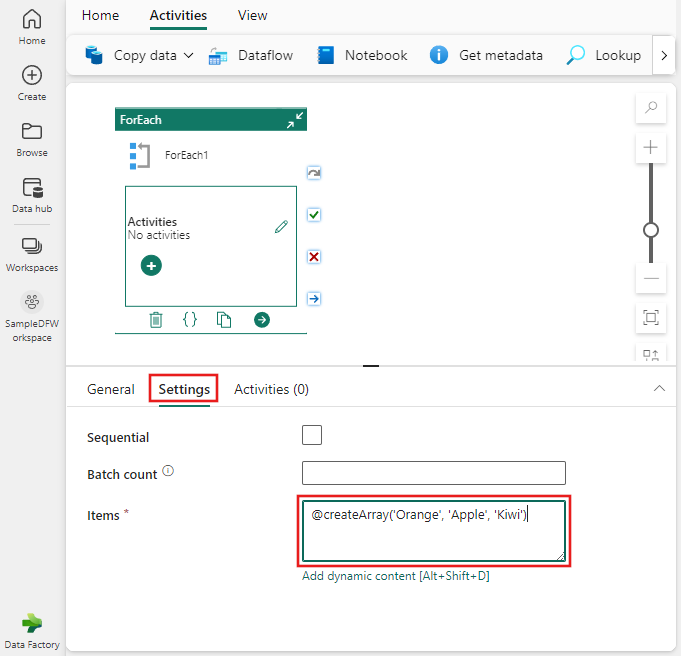 Home
Create
Browse
Data hub
Workspaces
SampleDFW
orkspace
Data Factory
Home Activities View
Copy data Dataflow Notebook Get metadata Lookup
ForEach
ForEach1
Activities
No activities
General Settings Activities (0)
Sequential
Batch count
Items *
@createArray('Orange', 'Apple', 'Kiwi')
Add dynamic content [Alt+Shift+D]